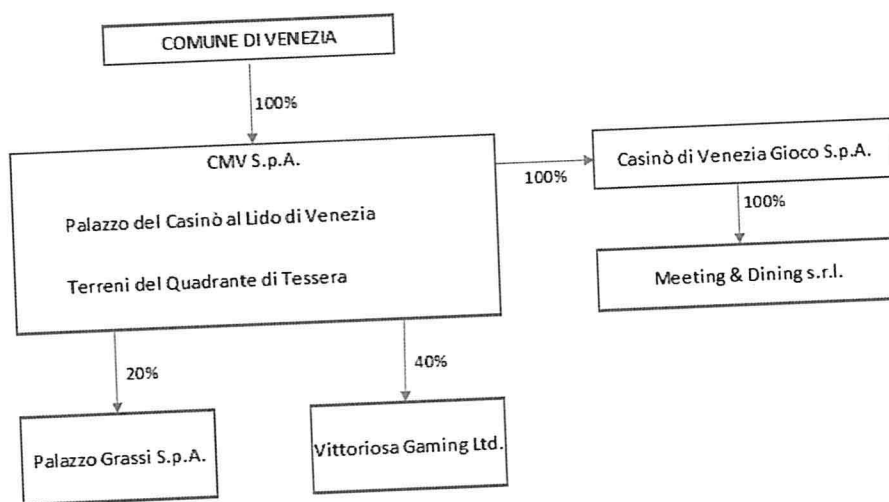 COMUNE DI VENEZIA
100%
CMV S.p.A.
Palazzo del Casinò al Lido di Venezia
Terreni del Quadrante di Tessera
100%
Casinò di Venezia Gioco S.p.A.
100%
Meeting & Dining s.r.l.
20%
40%
Palazzo Grassi S.p.A.
Vittoriosa Gaming Ltd.